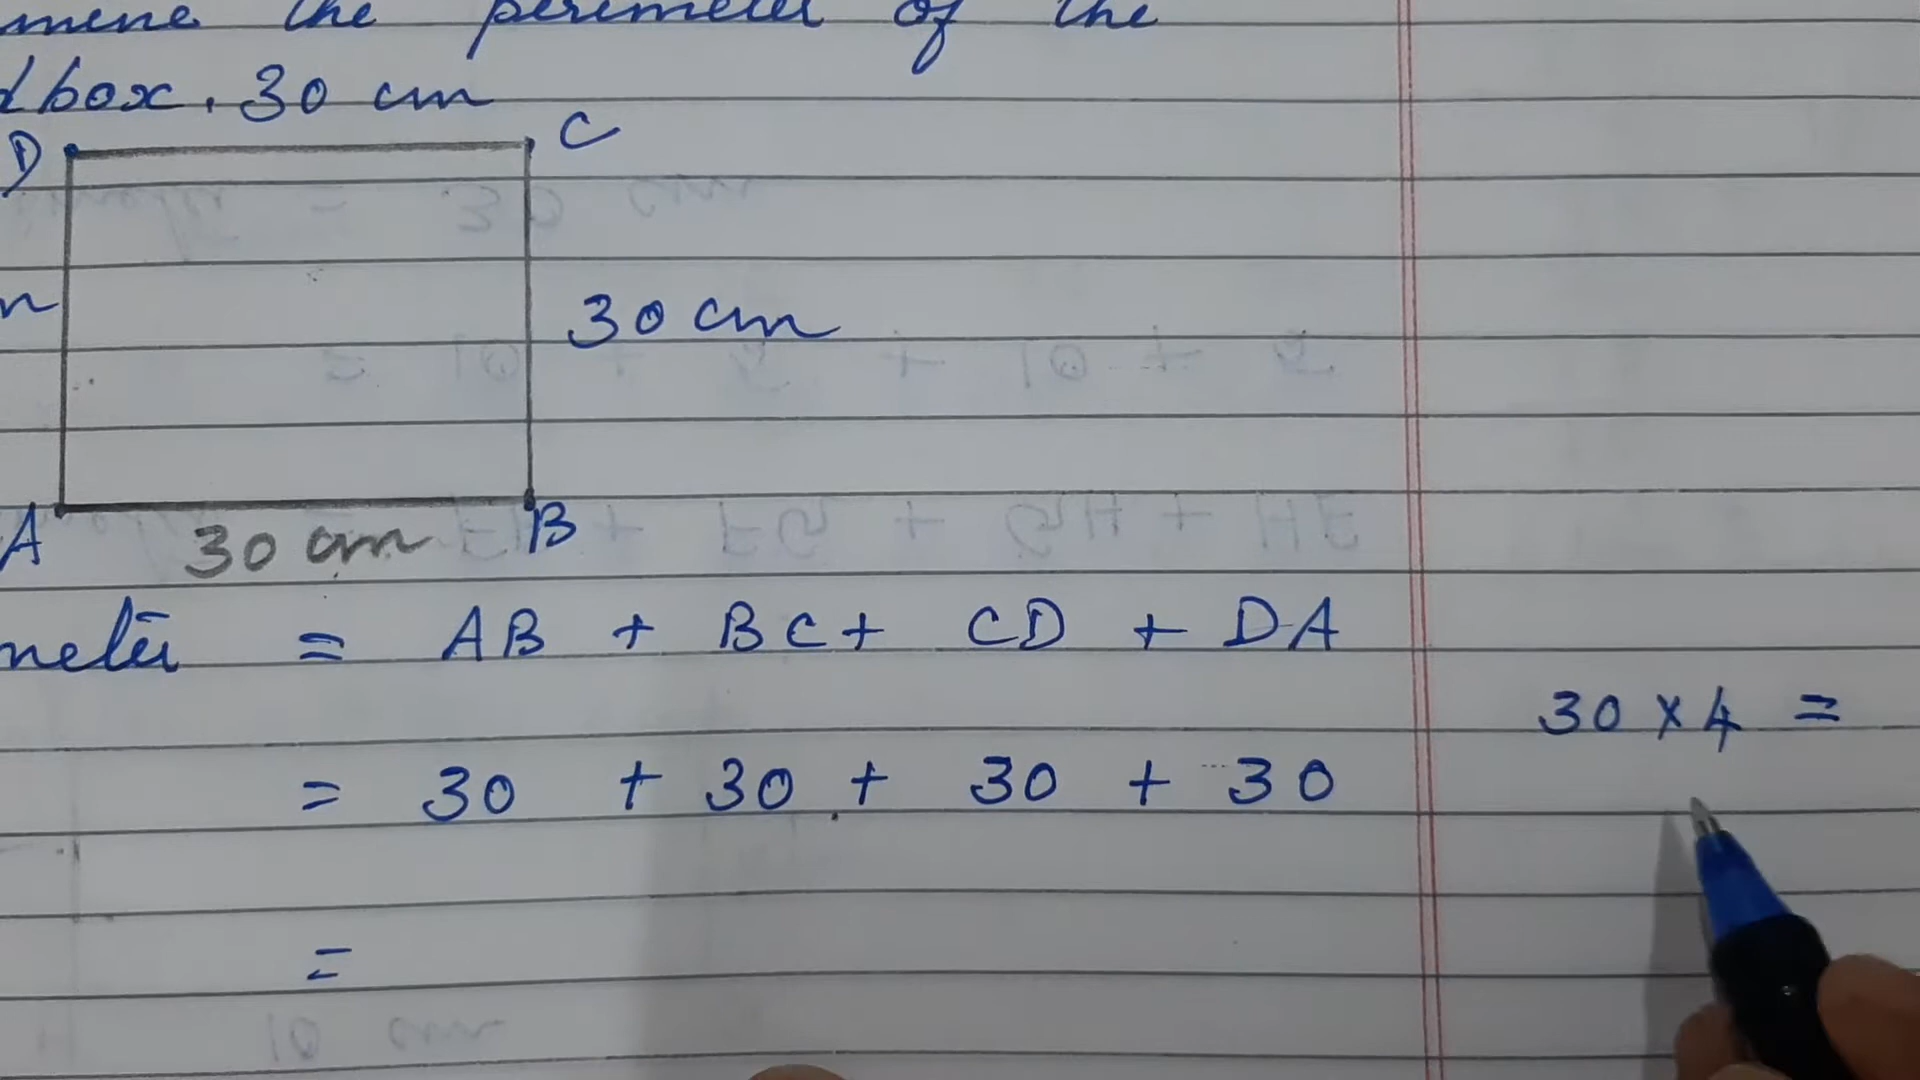 the perimeter of the
box. 30 cm
D C
30 cm
A 30 cm B
= AB + BC + CD + DA
30 x 4 =
= 30 + 30 + 30 + 30
=